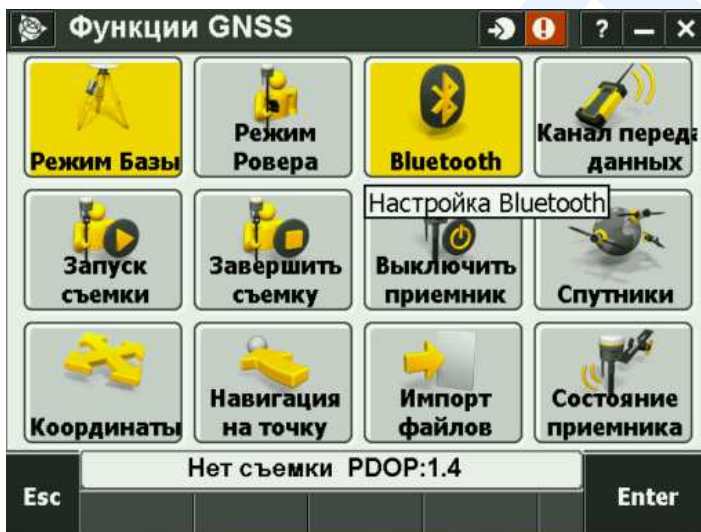 Функции GNSS
? — ×
Режим Базы
Режим
Ровера
Bluetooth
Канал переда
данных
Настройка Bluetooth
Запуск
съемки
Завершить
съемку
Выключить
приемник
Спутники
Координаты
Навигация
на точку
Импорт
файлов
Состояние
приемника
Нет съемки PDOP:1.4
Esc
Enter